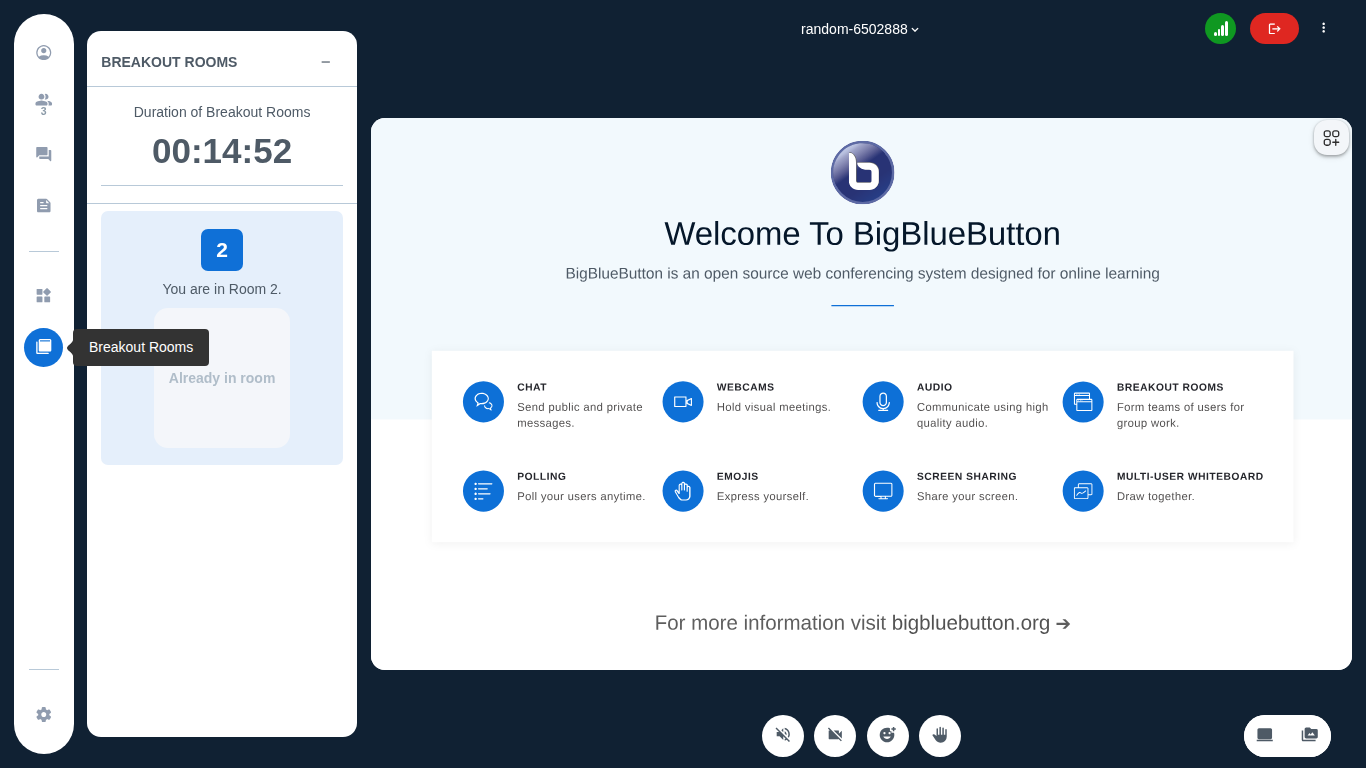 random-6502888
3
BREAKOUT ROOMS
Duration of Breakout Rooms
00:14:52
2
You are in Room 2.
Breakout Rooms
Already in room
Welcome To BigBlueButton
BigBlueButton is an open source web conferencing system designed for online learning
CHAT
Send public and private
messages.
WEBCAMS
Hold visual meetings.
AUDIO
Communicate using high
quality audio.
BREAKOUT ROOMS
Form teams of users for
group work.
POLLING
Poll your users anytime.
EMOJIS
Express yourself.
SCREEN SHARING
Share your screen.
MULTI-USER WHITEBOARD
Draw together.
For more information visit bigbluebutton.org ➔